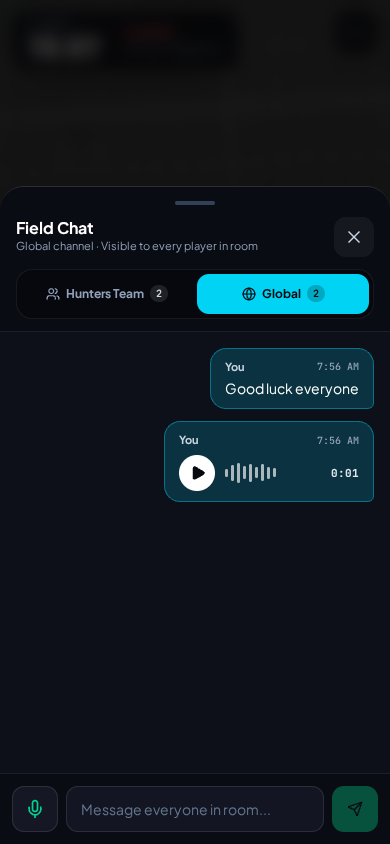 Field Chat
Global channel · Visible to every player in room
Hunters Team 2
Global 2
You 7:56 AM
Good luck everyone
You 7:56 AM
0:01
Message everyone in room...